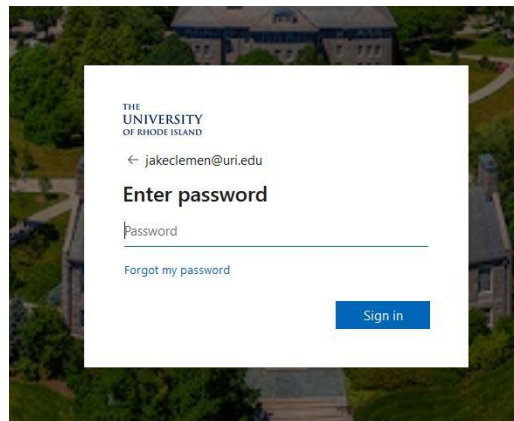 THE
UNIVERSITY
OF RHODE ISLAND
← jakeclemen@uri.edu
Enter password
Password
Forgot my password
Sign in